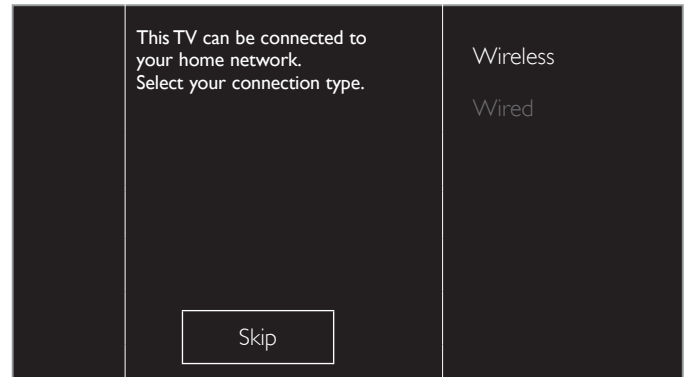 This TV can be connected to
your home network.
Select your connection type.
Wireless
Wired
Skip